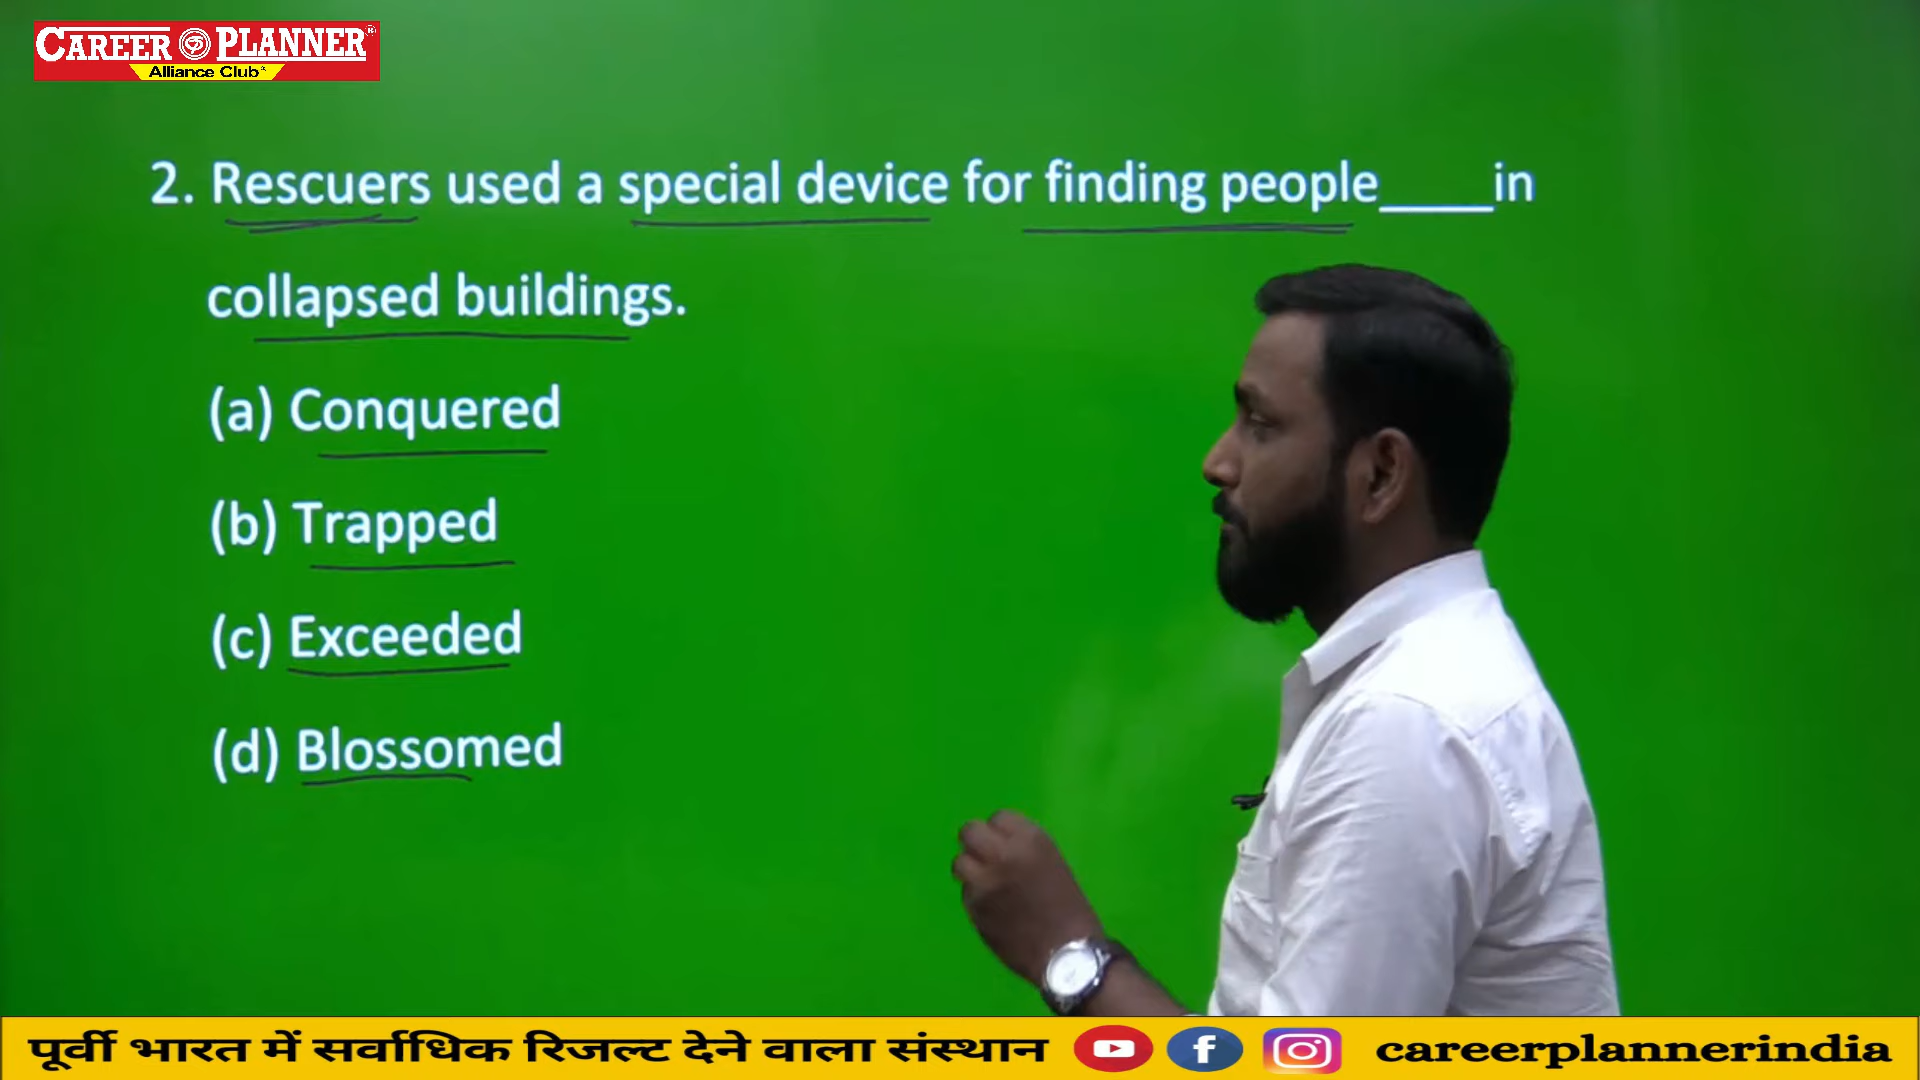 CAREER PLANNER®
Alliance Club
2. Rescuers used a special device for finding people____in
collapsed buildings.
(a) Conquered
(b) Trapped
(c) Exceeded
(d) Blossomed
पूर्वी भारत में सर्वाधिक रिजल्ट देने वाला संस्थान careerplannerindia